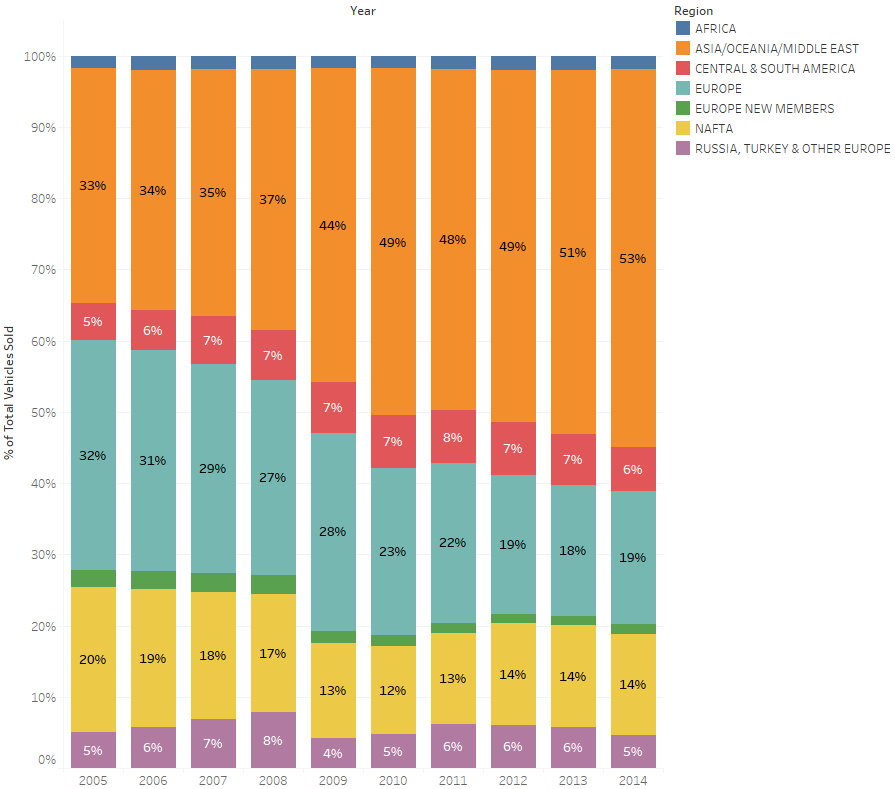 Year
Region
AFRICA
ASIA/OCEANIA/MIDDLE EAST
CENTRAL & SOUTH AMERICA
EUROPE
EUROPE NEW MEMBERS
NAFTA
RUSSIA, TURKEY & OTHER EUROPE
% of Total Vehicles Sold
100%
90%
80%
70%
60%
50%
40%
30%
20%
10%
0%
33% 34% 35% 37% 44% 49% 48% 49% 51% 53%
5% 6% 7% 7% 7% 7% 8% 7% 7% 6%
32% 31% 29% 27% 28% 23% 22% 19% 18% 19%
20% 19% 18% 17% 13% 12% 13% 14% 14% 14%
5% 6% 7% 8% 4% 5% 6% 6% 6% 5%
2005 2006 2007 2008 2009 2010 2011 2012 2013 2014